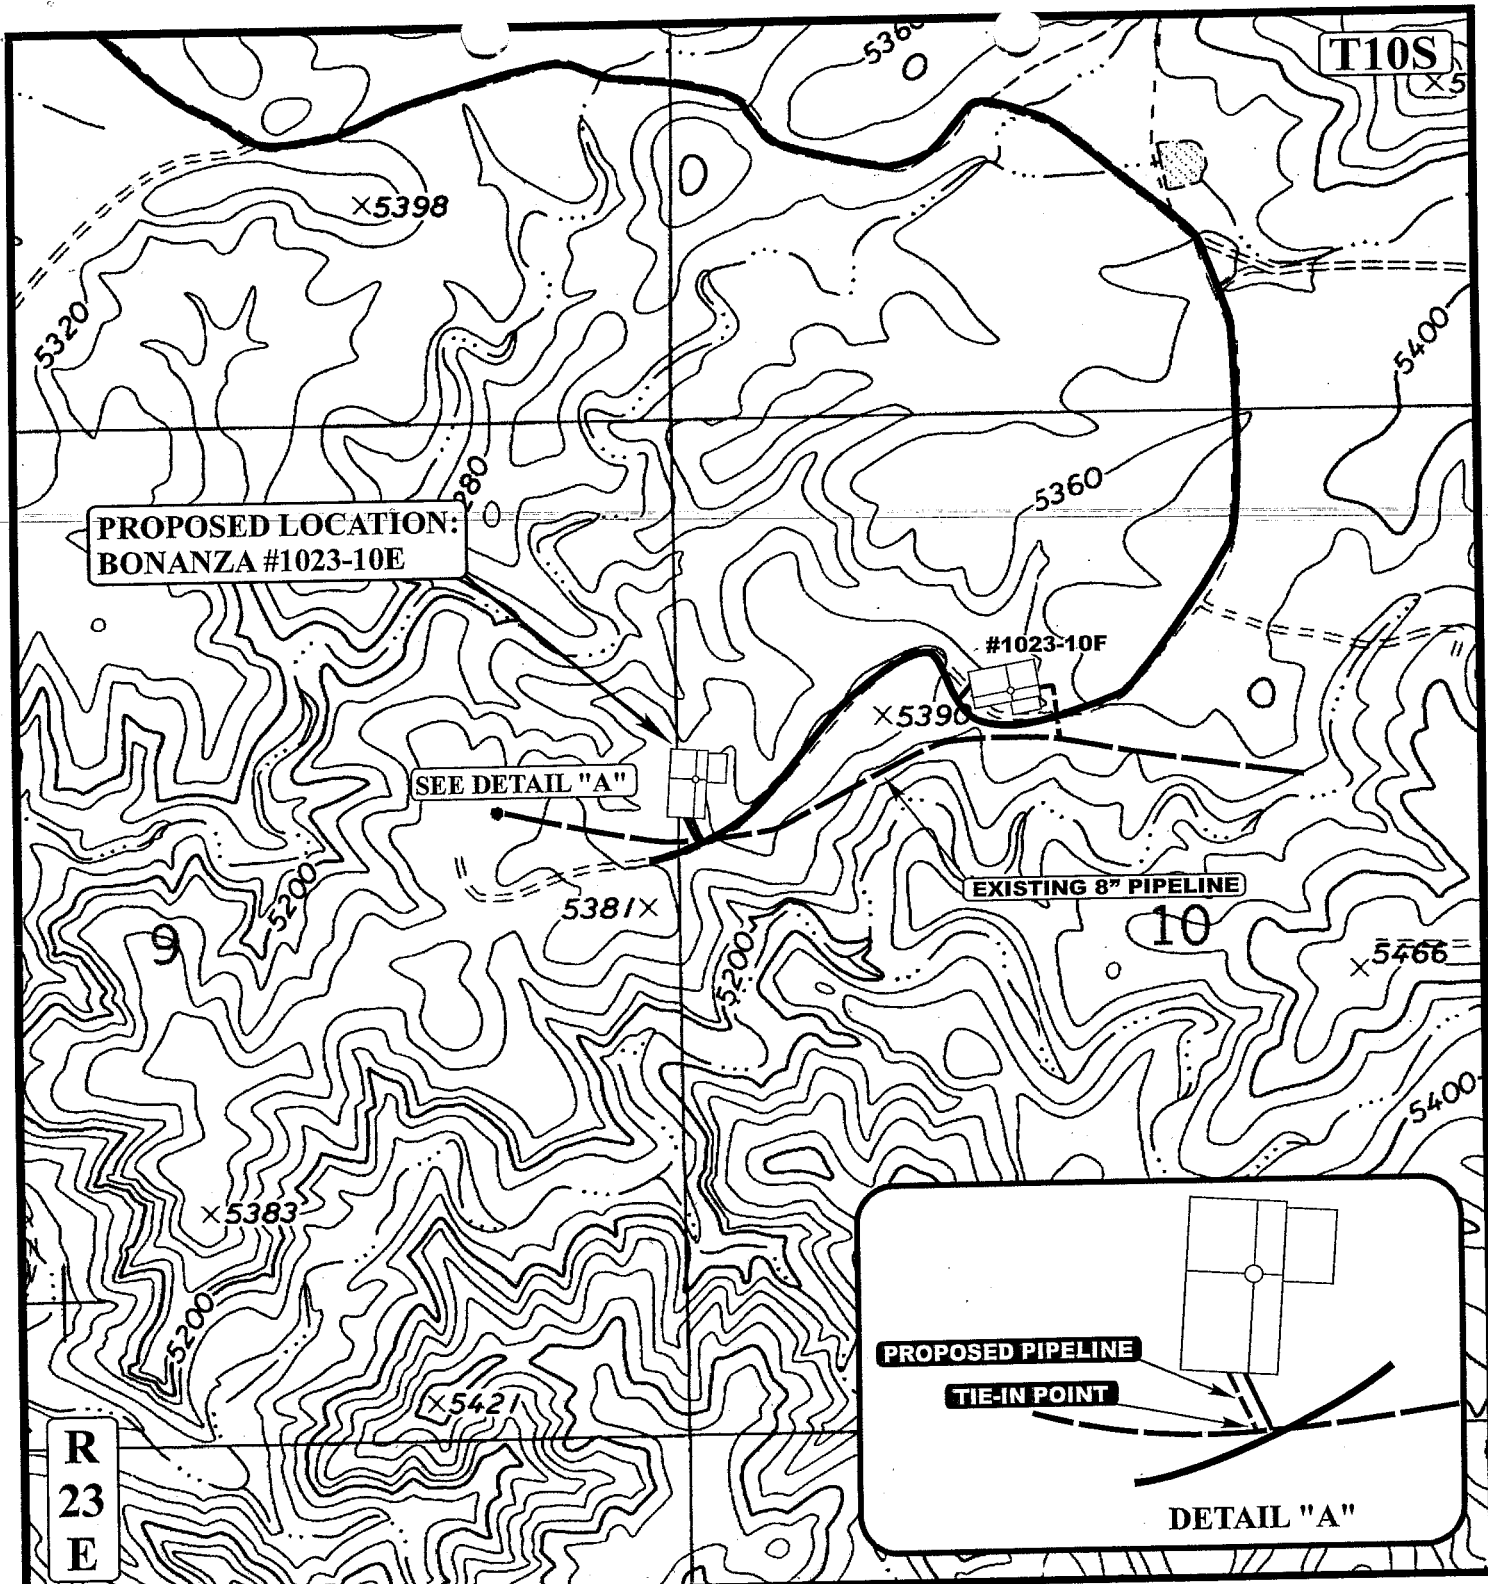 T10S
5360
5398
5320
5400
280
PROPOSED LOCATION:
BONANZA #1023-10E
5360
#1023-10F
5390
SEE DETAIL "A"
EXISTING 8" PIPELINE
5200
5381
9
10
5200
5466
5400
5383
5200
5421
PROPOSED PIPELINE
TIE-IN POINT
DETAIL "A"
R
23
E